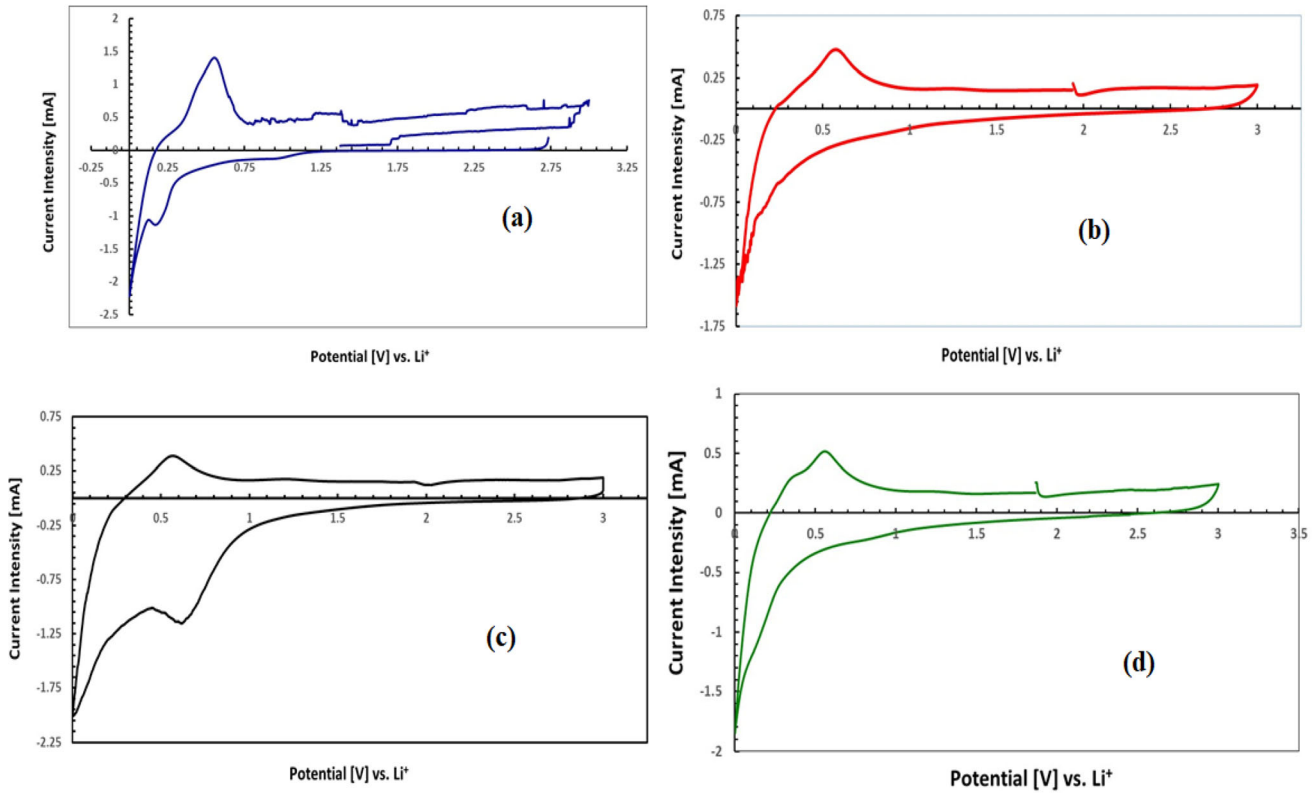 Current Intensity [mA]
2
1.5
1
0.5
0
-0.5
-1
-1.5
-2
-2.5
-0.25 0.25 0.75 1.25 1.75 2.25 2.75 3.25
(a)
Potential [V] vs. Li⁺
Current Intensity [mA]
0.75
0.25
-0.25
-0.75
-1.25
-1.75
0 0.5 1 1.5 2 2.5 3
(b)
Potential [V] vs. Li⁺
Current Intensity [mA]
0.75
0.25
-0.25
-0.75
-1.25
-1.75
-2.25
0 0.5 1 1.5 2 2.5 3
(c)
Potential [V] vs. Li⁺
Current Intensity [mA]
1
0.5
0
-0.5
-1
-1.5
-2
0 0.5 1 1.5 2 2.5 3 3.5
(d)
Potential [V] vs. Li⁺